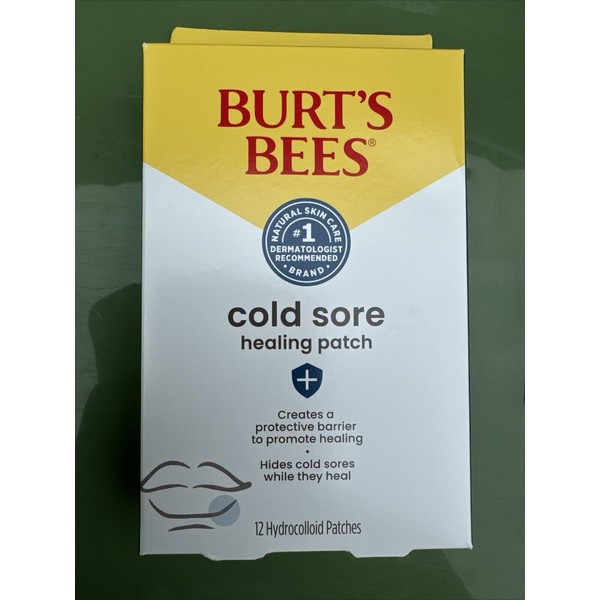 BURT'S
BEES®
NATURAL SKIN CARE
#1
DERMATOLOGIST
RECOMMENDED
• BRAND •
cold sore
healing patch
Creates a
protective barrier
to promote healing
•
Hides cold sores
while they heal
12 Hydrocolloid Patches